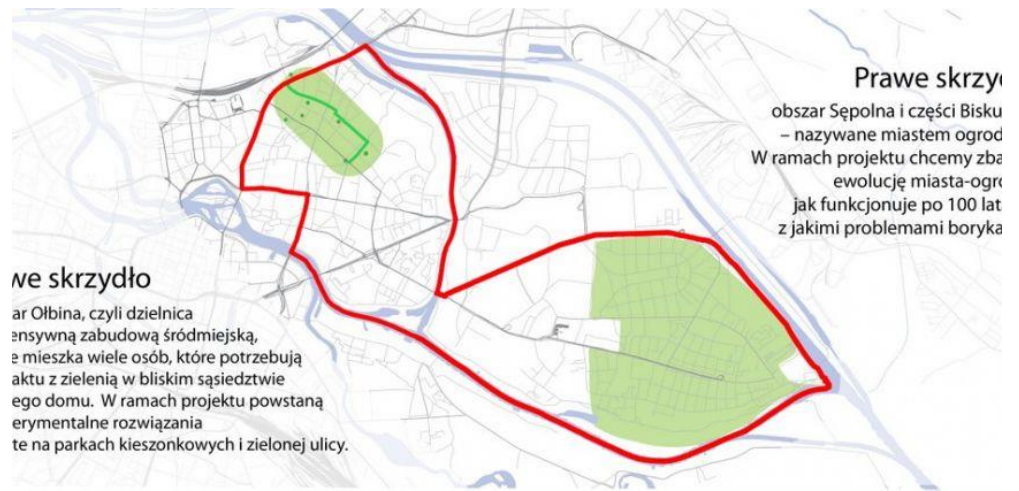 Prawe skrzy
obszar Sępolna i części Bisku
– nazywane miastem ogrod
W ramach projektu chcemy zba
ewolucję miasta-ogro
jak funkcjonuje po 100 lat
z jakimi problemami boryka
we skrzydło
ar Ołbina, czyli dzielnica
ensywną zabudową śródmiejską,
e mieszka wiele osób, które potrzebują
aktu z zielenią w bliskim sąsiedztwie
ego domu. W ramach projektu powstaną
erymentalne rozwiązania
te na parkach kieszonkowych i zielonej ulicy.